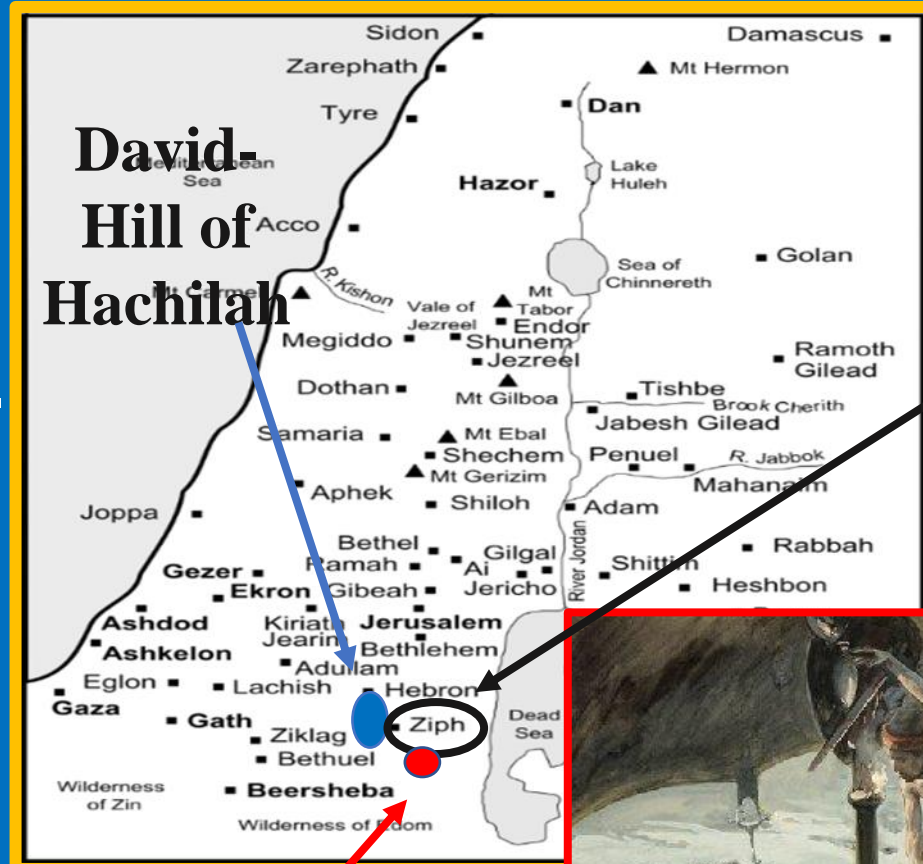 Sidon
Damascus
Zarephath
Mt Hermon
Dan
Tyre
David-
Hill of
Hachilah
Mediterranean
Sea
Lake
Huleh
Hazor
Acco
Golan
Sea of
Chinnereth
Mt Carmel
R. Kishon
Mt
Tabor
Vale of
Jezreel
Endor
Megiddo
Shunem
Jezreel
Ramoth
Gilead
Dothan
Mt Gilboa
Tishbe
Brook Cherith
Jabesh Gilead
Samaria
Mt Ebal
Shechem
Penuel
R. Jabbok
Mt Gerizim
Mahanaim
Aphek
Shiloh
Adam
Joppa
River Jordan
Bethel
Gilgal
Rabbah
Ramah
Ai
Shittim
Gezer
Jericho
Heshbon
Ekron
Gibeah
Ashdod
Kiriath
Jearim
Jerusalem
Ashkelon
Bethlehem
Adullam
Eglon
Lachish
Hebron
Gaza
Gath
Ziph
Dead
Sea
Ziklag
Bethuel
Wilderness
of Zin
Beersheba
Wilderness of Edom